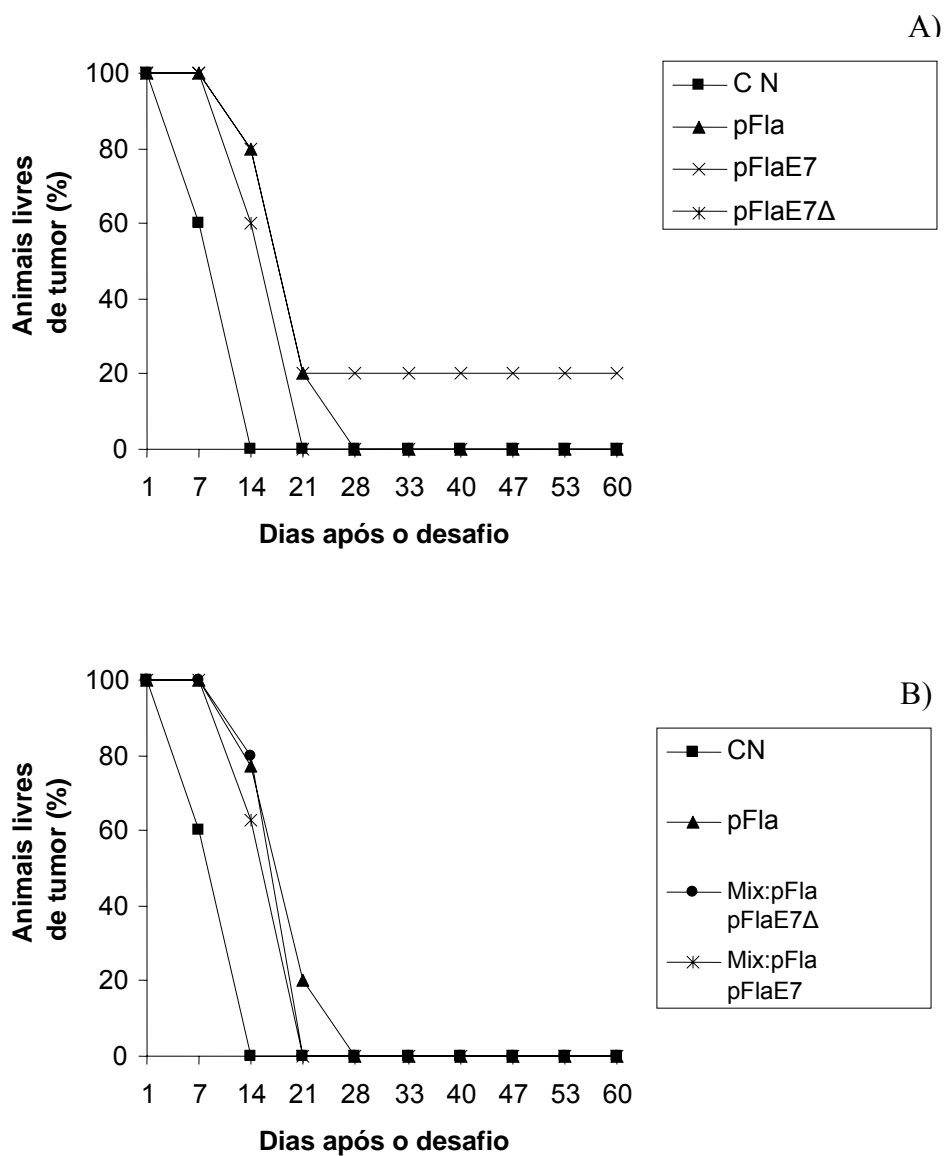 A)
100
80
60
40
20
0
Animais livres
de tumor (%)
1 7 14 21 28 33 40 47 53 60
Dias após o desafio
C N
pFla
pFlaE7
pFlaE7Δ
B)
100
80
60
40
20
0
Animais livres
de tumor (%)
1 7 14 21 28 33 40 47 53 60
Dias após o desafio
CN
pFla
Mix:pFla
pFlaE7Δ
Mix:pFla
pFlaE7